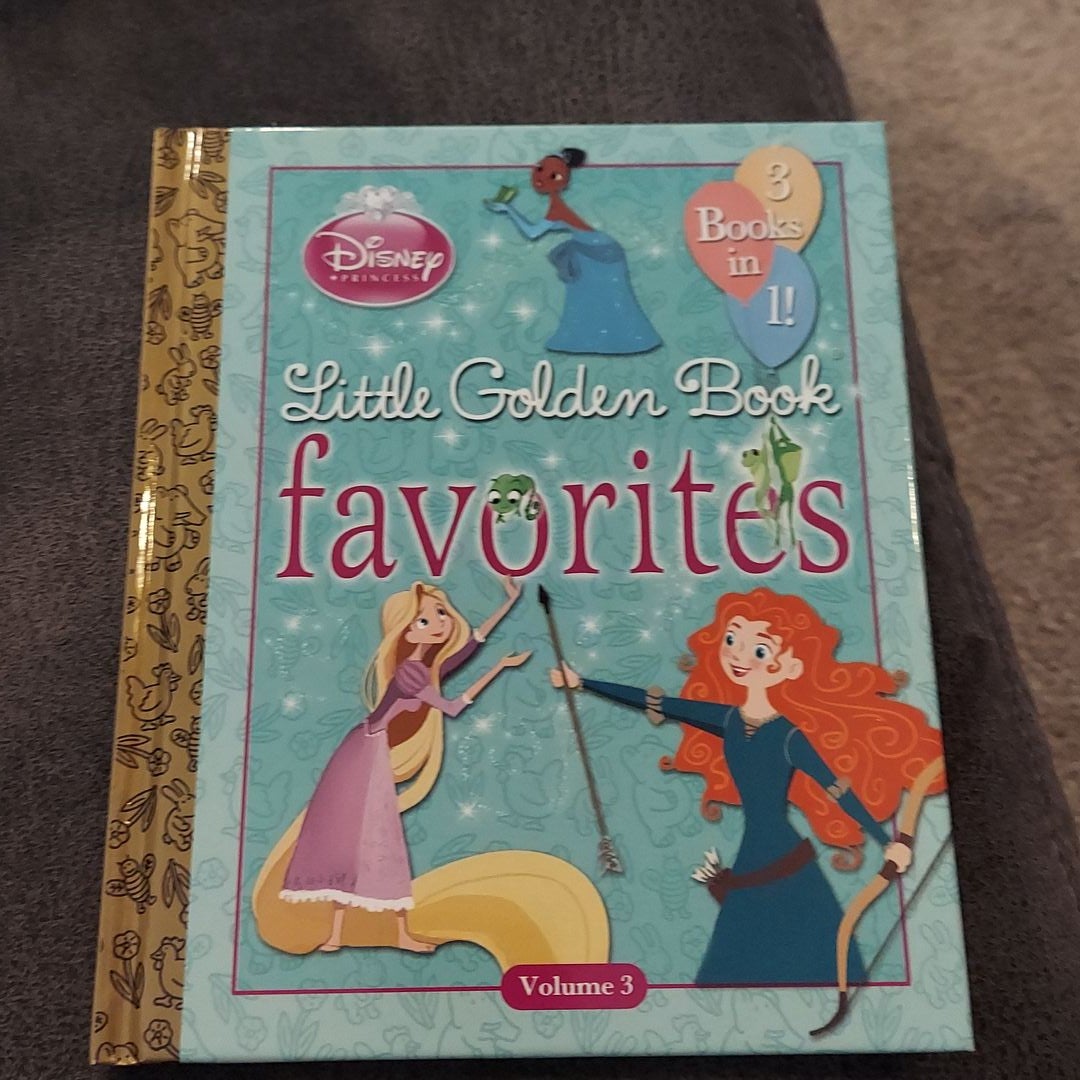 Disney
PRINCESS
3
Books
in
1!
Little Golden Book
favorites
Volume 3